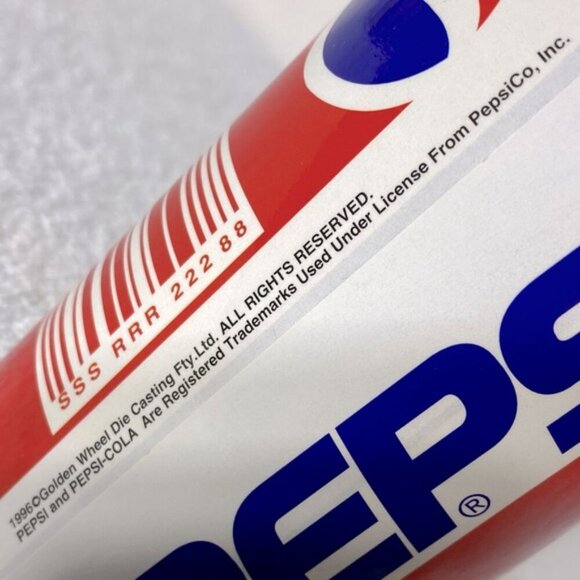 SSS RRR 222 88
1996©Golden Wheel Die Casting Fty.Ltd. ALL RIGHTS RESERVED.
PEPSI and PEPSI-COLA Are Registered Trademarks Used Under License From PepsiCo, Inc.
PEPS
®